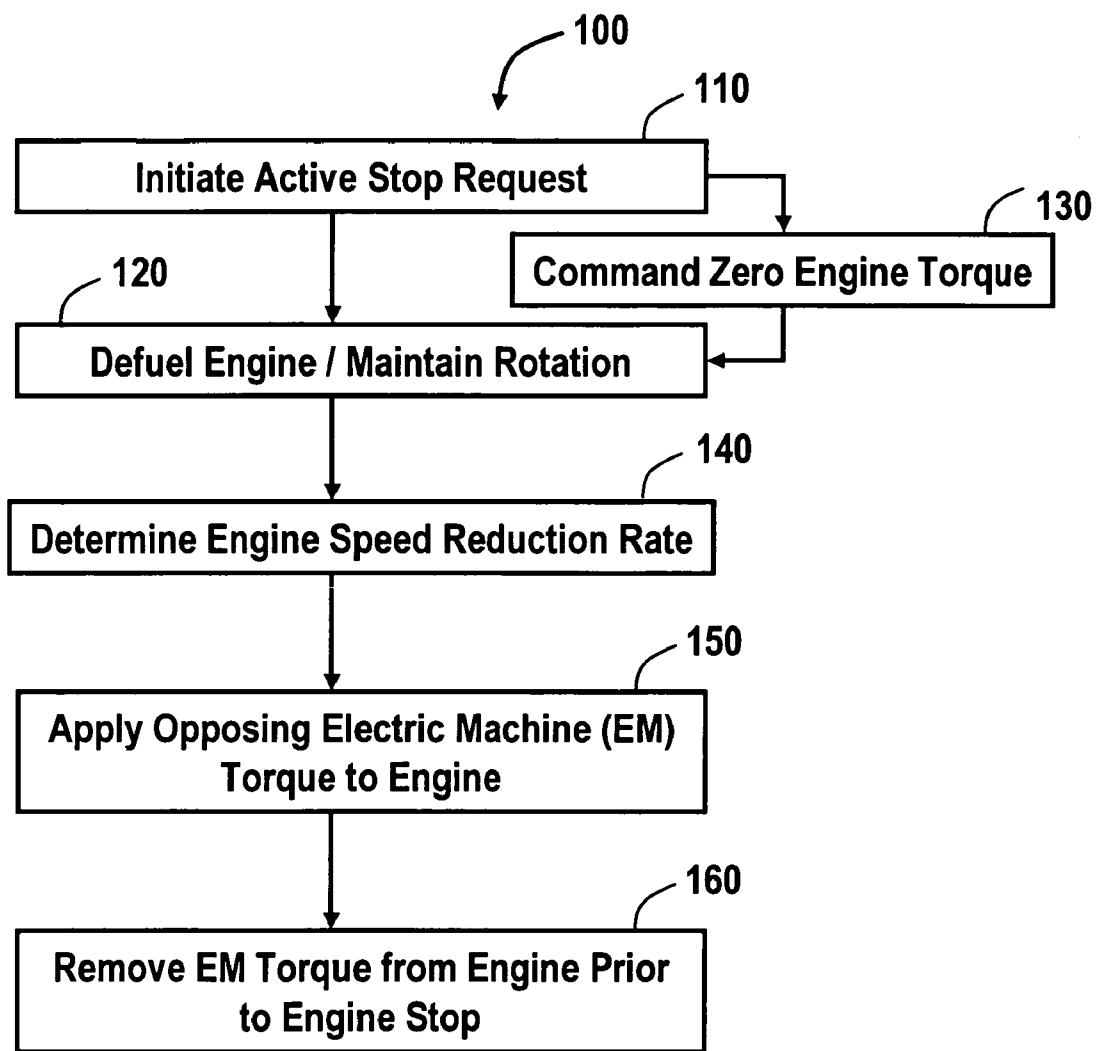 100
110
Initiate Active Stop Request
130
Command Zero Engine Torque
120
Defuel Engine / Maintain Rotation
140
Determine Engine Speed Reduction Rate
150
Apply Opposing Electric Machine (EM)
Torque to Engine
160
Remove EM Torque from Engine Prior
to Engine Stop